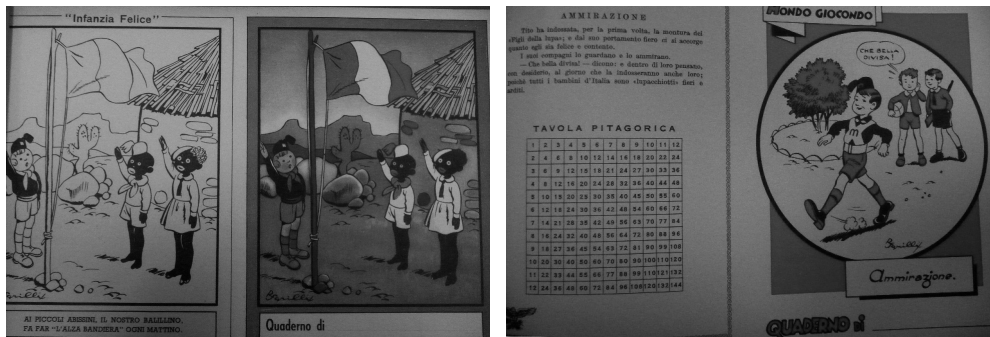 "Infanzia Felice"
AI PICCOLI ABISSINI, IL NOSTRO BALILLINO,
FA FAR "L'ALZA BANDIERA" OGNI MATTINO.
Quaderno di
AMMIRAZIONE
Tito ha indossata, per la prima volta, la montura dei
«Figli della lupa»; e dal suo portamento fiero ci si accorge
quanto egli sia felice e contento.
I suoi compagni lo guardano e lo ammirano.
— Che bella divisa! — dicono: e dentro di loro pensano,
con desiderio, al giorno che la indosseranno anche loro;
poichè tutti i bambini d'Italia sono «lupacchiotti» fieri e
arditi.
TAVOLA PITAGORICA
1 2 3 4 5 6 7 8 9 10 11 12
2 4 6 8 10 12 14 16 18 20 22 24
3 6 9 12 15 18 21 24 27 30 33 36
4 8 12 16 20 24 28 32 36 40 44 48
5 10 15 20 25 30 35 40 45 50 55 60
6 12 18 24 30 36 42 48 54 60 66 72
7 14 21 28 35 42 49 56 63 70 77 84
8 16 24 32 40 48 56 64 72 80 88 96
9 18 27 36 45 54 63 72 81 90 99 108
10 20 30 40 50 60 70 80 90 100 110 120
11 22 33 44 55 66 77 88 99 110 121 132
12 24 36 48 60 72 84 96 108 120 132 144
MONDO GIOCONDO
CHE BELLA
DIVISA!
M
Ammirazione.
QUADERNO DI